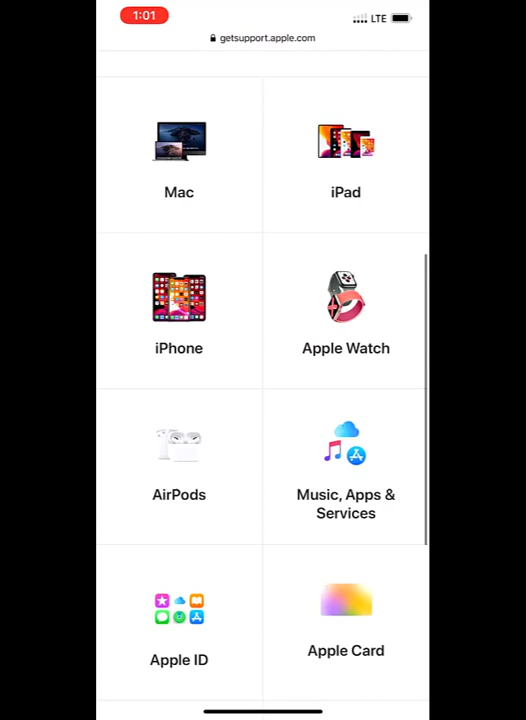 1:01
LTE
getsupport.apple.com
Mac
iPad
iPhone
Apple Watch
AirPods
Music, Apps &
Services
Apple ID
Apple Card